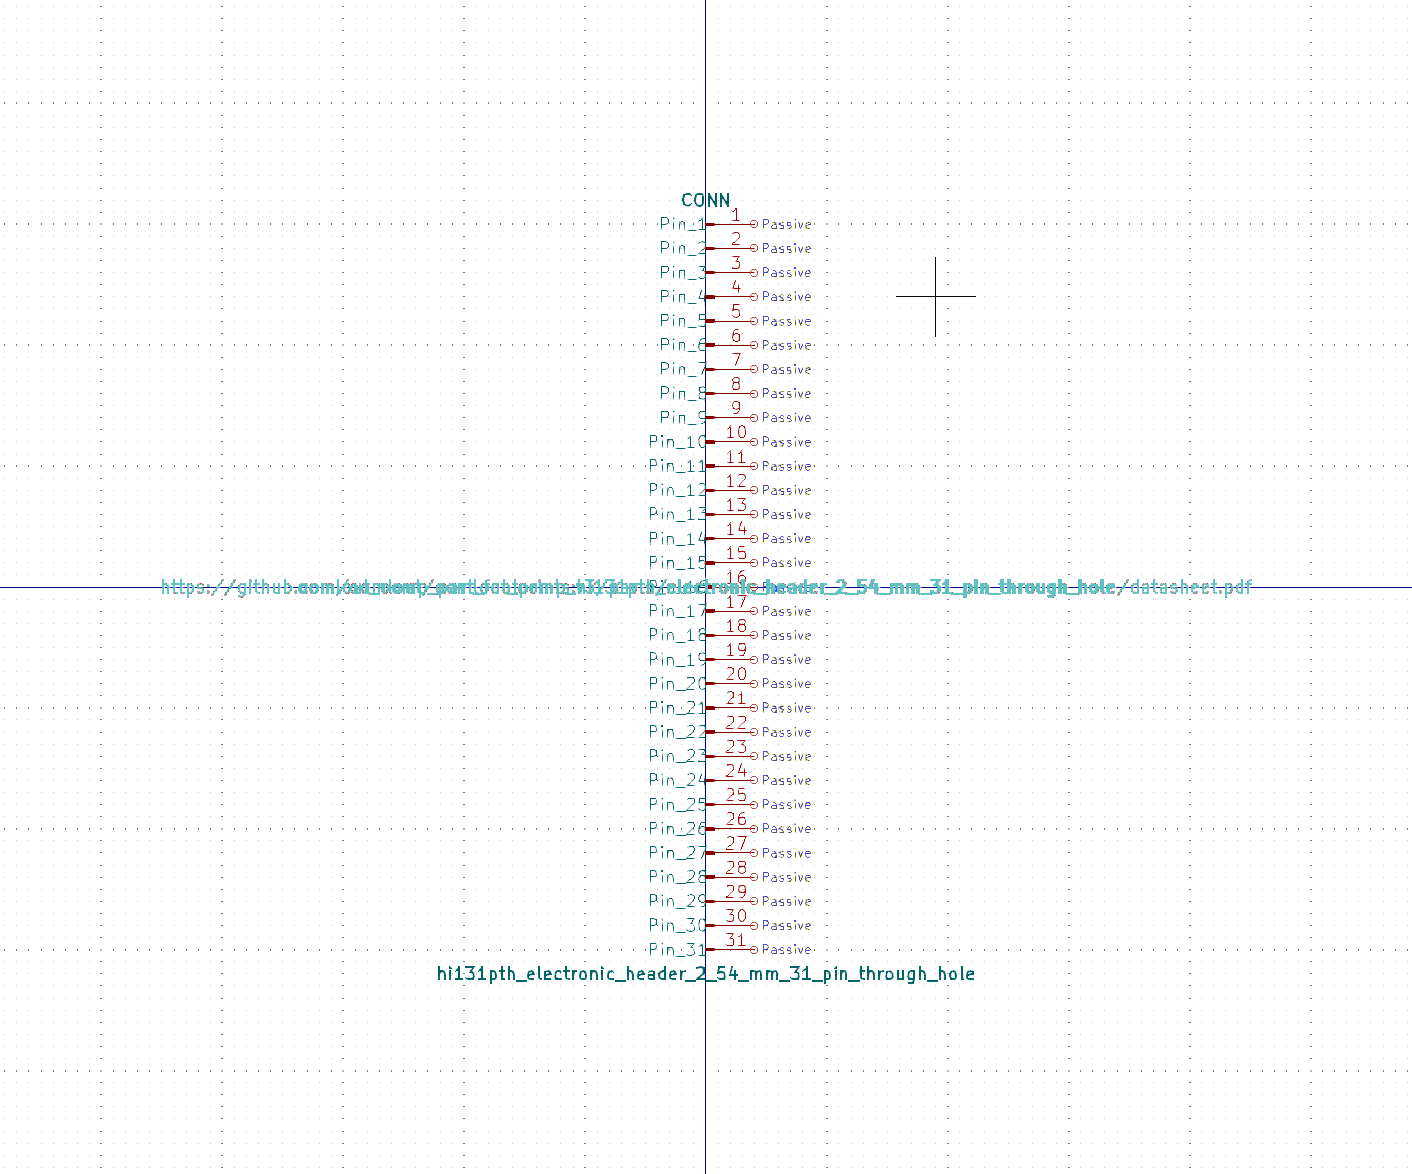 CONN
Pin_1 1 Passive
Pin_2 2 Passive
Pin_3 3 Passive
Pin_4 4 Passive
Pin_5 5 Passive
Pin_6 6 Passive
Pin_7 7 Passive
Pin_8 8 Passive
Pin_9 9 Passive
Pin_10 10 Passive
Pin_11 11 Passive
Pin_12 12 Passive
Pin_13 13 Passive
Pin_14 14 Passive
Pin_15 15 Passive
16
https://github.com/ _electronic_header_2_54_mm_31_pin_through_hole/datasheet.pdf
Pin_17 17 Passive
Pin_18 18 Passive
Pin_19 19 Passive
Pin_20 20 Passive
Pin_21 21 Passive
Pin_22 22 Passive
Pin_23 23 Passive
Pin_24 24 Passive
Pin_25 25 Passive
Pin_26 26 Passive
Pin_27 27 Passive
Pin_28 28 Passive
Pin_29 29 Passive
Pin_30 30 Passive
Pin_31 31 Passive
hi131pth_electronic_header_2_54_mm_31_pin_through_hole